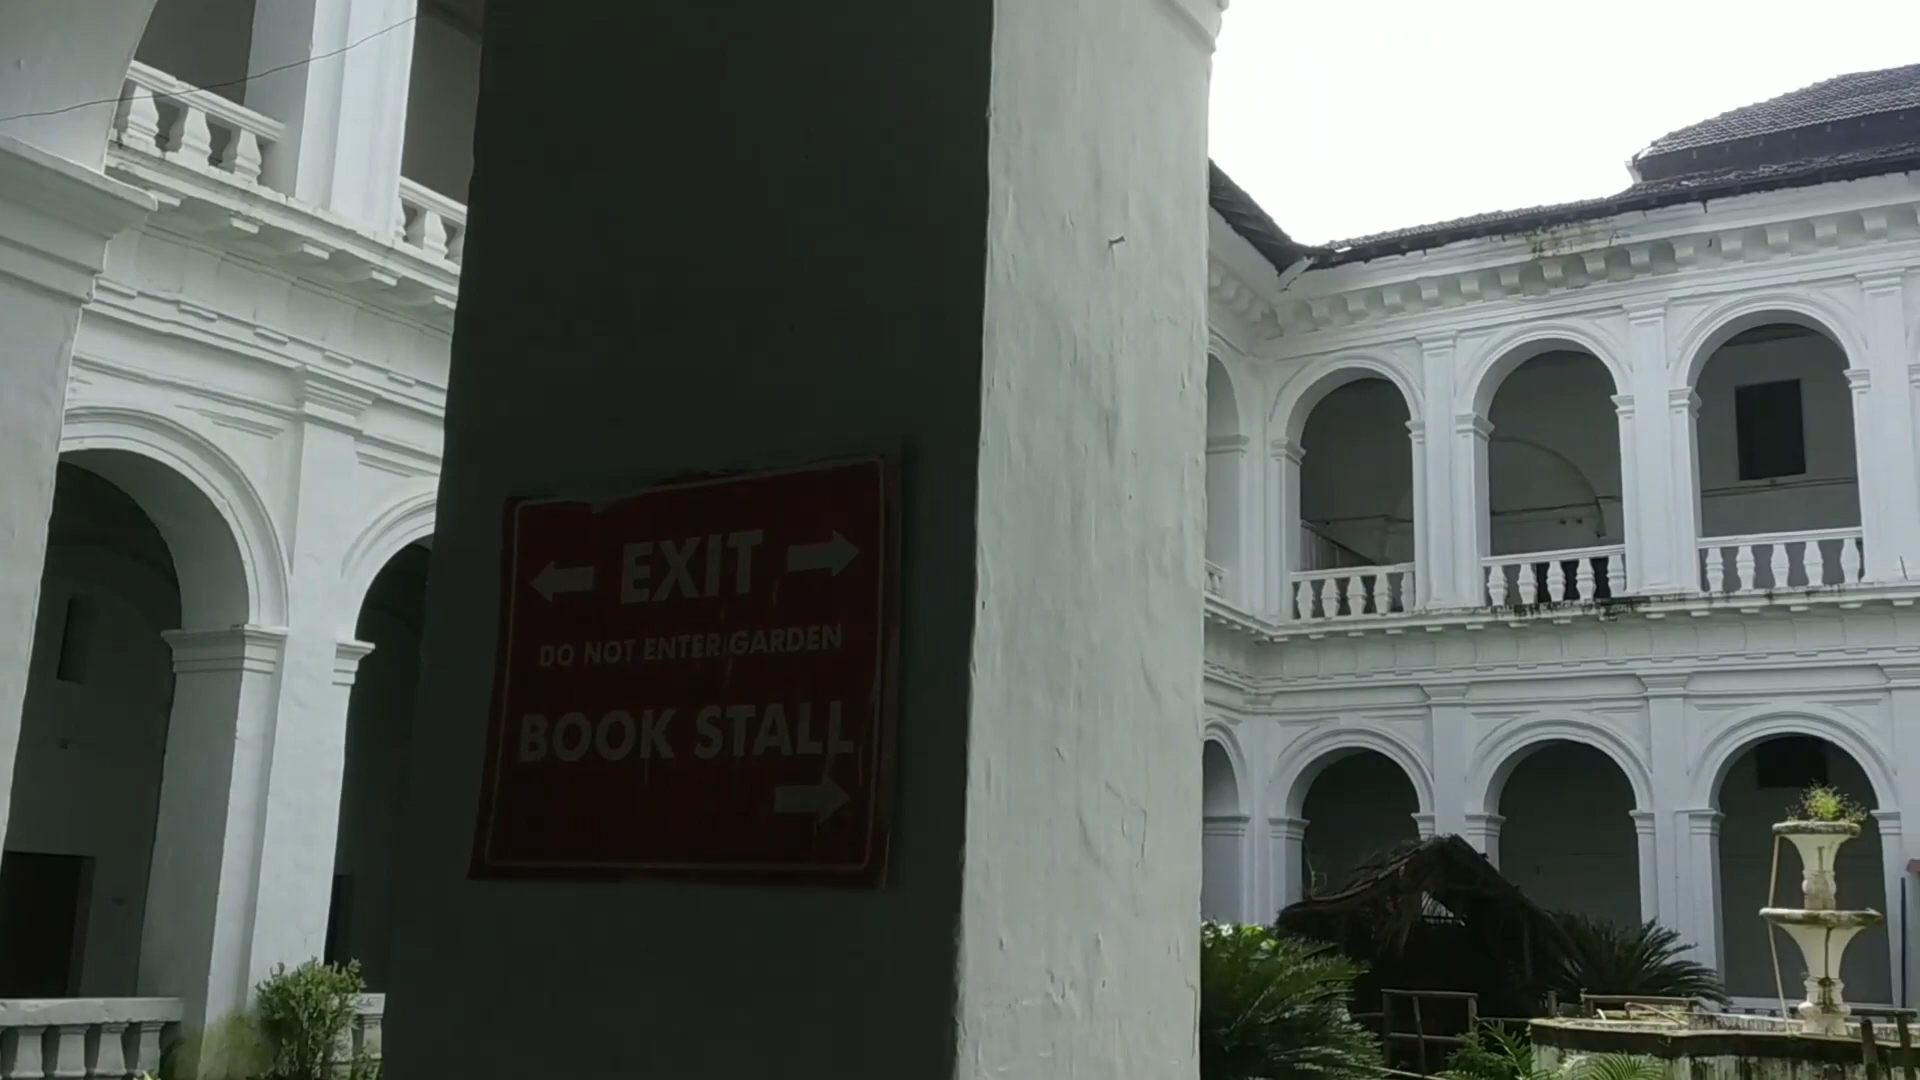 ← EXIT →
DO NOT ENTER GARDEN
BOOK STALL
→